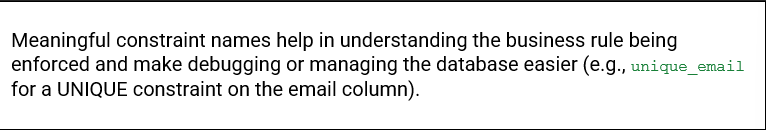 Meaningful constraint names help in understanding the business rule being
enforced and make debugging or managing the database easier (e.g., unique_email
for a UNIQUE constraint on the email column).